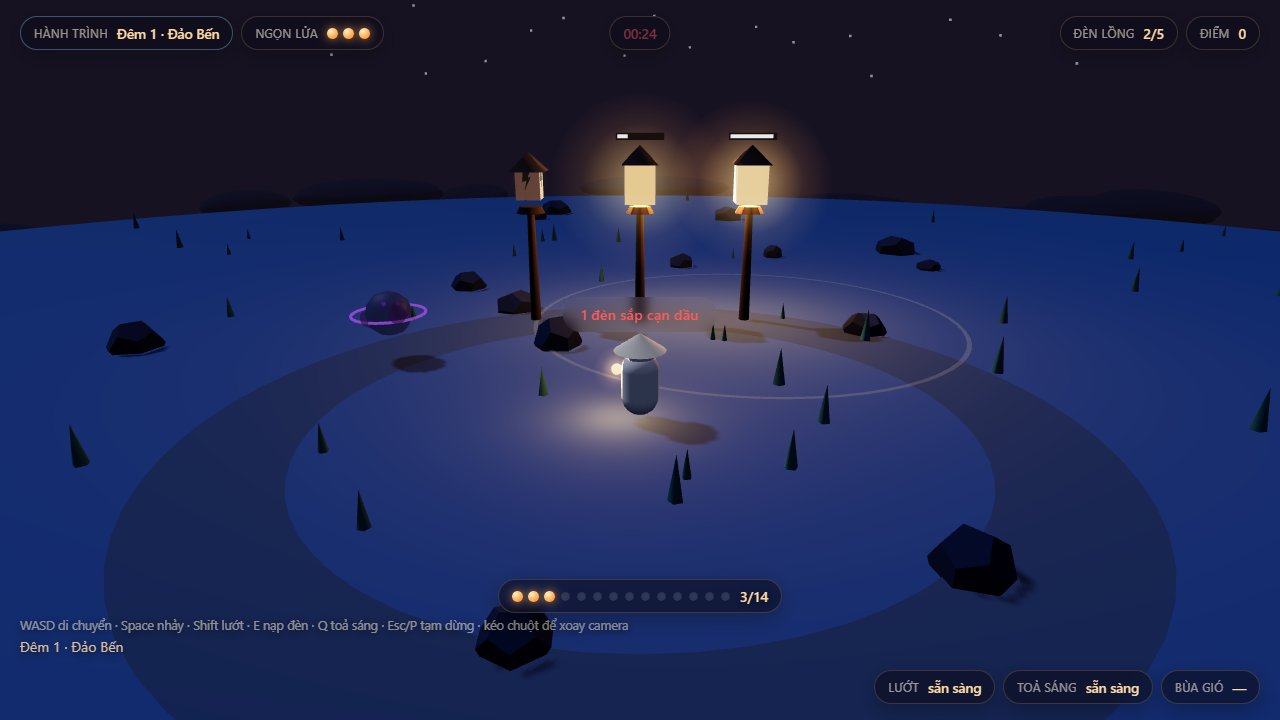 HÀNH TRÌNH Đêm 1 · Đảo Bến
NGỌN LỬA
00:24
ĐÈN LỒNG 2/5
ĐIỂM 0
1 đèn sắp cạn dầu
3/14
WASD di chuyển · Space nhảy · Shift lướt · E nạp đèn · Q toả sáng · Esc/P tạm dừng · kéo chuột để xoay camera
Đêm 1 · Đảo Bến
LƯỚT sẵn sàng
TOẢ SÁNG sẵn sàng
BÙA GIÓ —